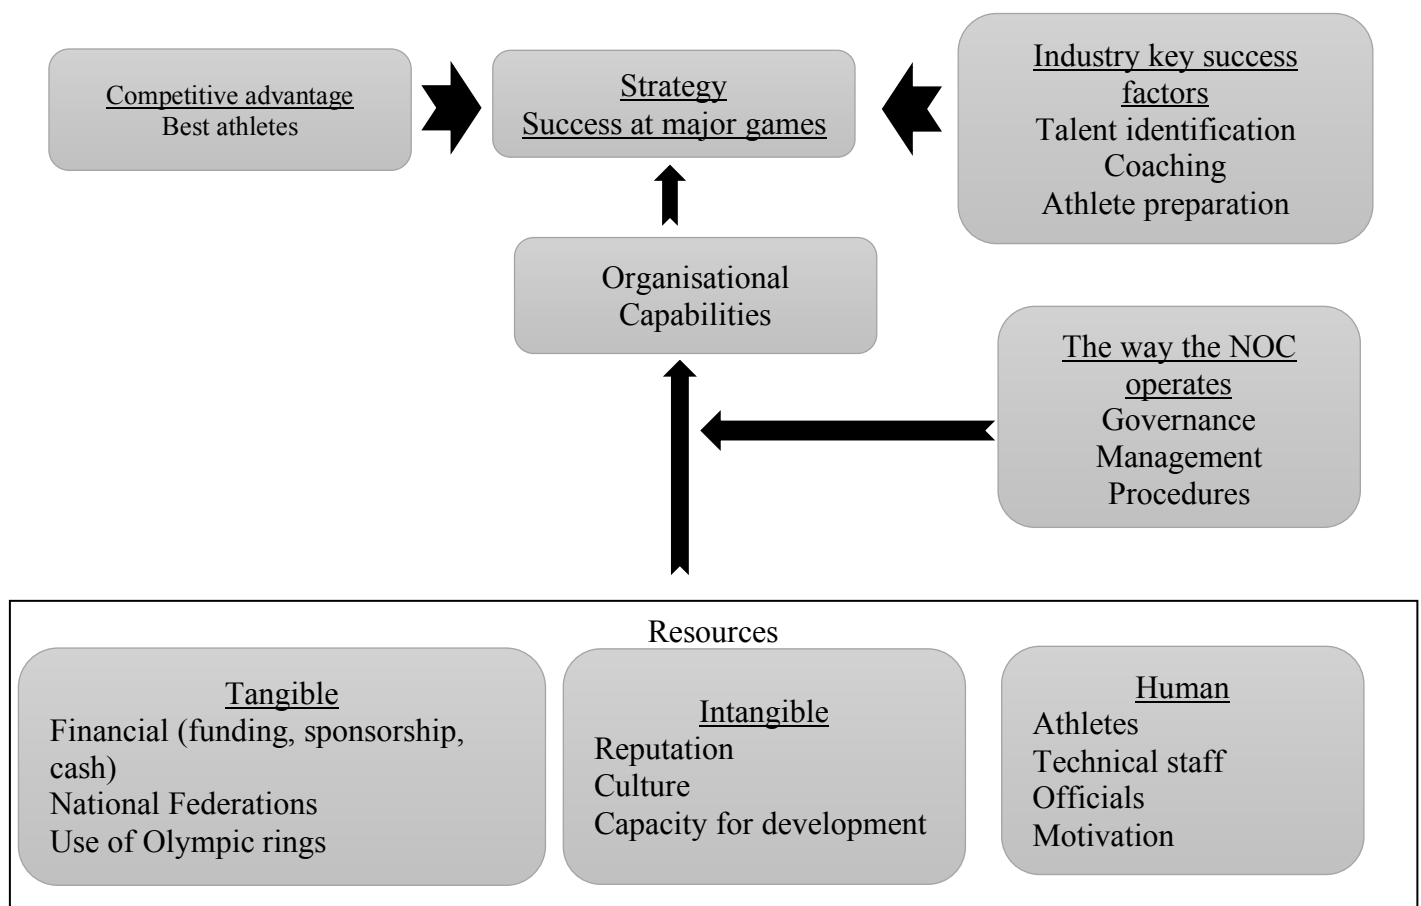 Competitive advantage
Best athletes
Strategy
Success at major games
Industry key success
factors
Talent identification
Coaching
Athlete preparation
Organisational
Capabilities
The way the NOC
operates
Governance
Management
Procedures
Resources
Tangible
Financial (funding, sponsorship,
cash)
National Federations
Use of Olympic rings
Intangible
Reputation
Culture
Capacity for development
Human
Athletes
Technical staff
Officials
Motivation